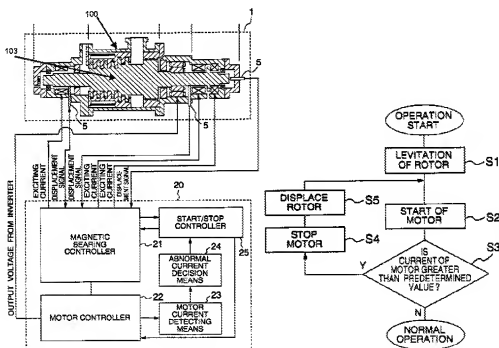 100
1
103
5
5
5
EXCITING CURRENT
DISPLACEMENT SIGNAL
EXCITING CURRENT
DISPLACEMENT SIGNAL
EXCITING CURRENT
EXCITING CURRENT
DISPLACEMENT SIGNAL
OUTPUT VOLTAGE FROM INVERTER
20
MAGNETIC
BEARING
CONTROLLER
21
START/STOP
CONTROLLER
25
24
ABNORMAL
CURRENT
DECISION
MEANS
22
MOTOR CONTROLLER
23
MOTOR CURRENT
DETECTING
MEANS
OPERATION
START
LEVITATION
OF ROTOR
S1
DISPLACE
ROTOR
S5
START OF
MOTOR
S2
STOP
MOTOR
S4
S3
IS
CURRENT OF
MOTOR GREATER
THAN PREDETERMINED
VALUE?
Y
N
NORMAL
OPERATION